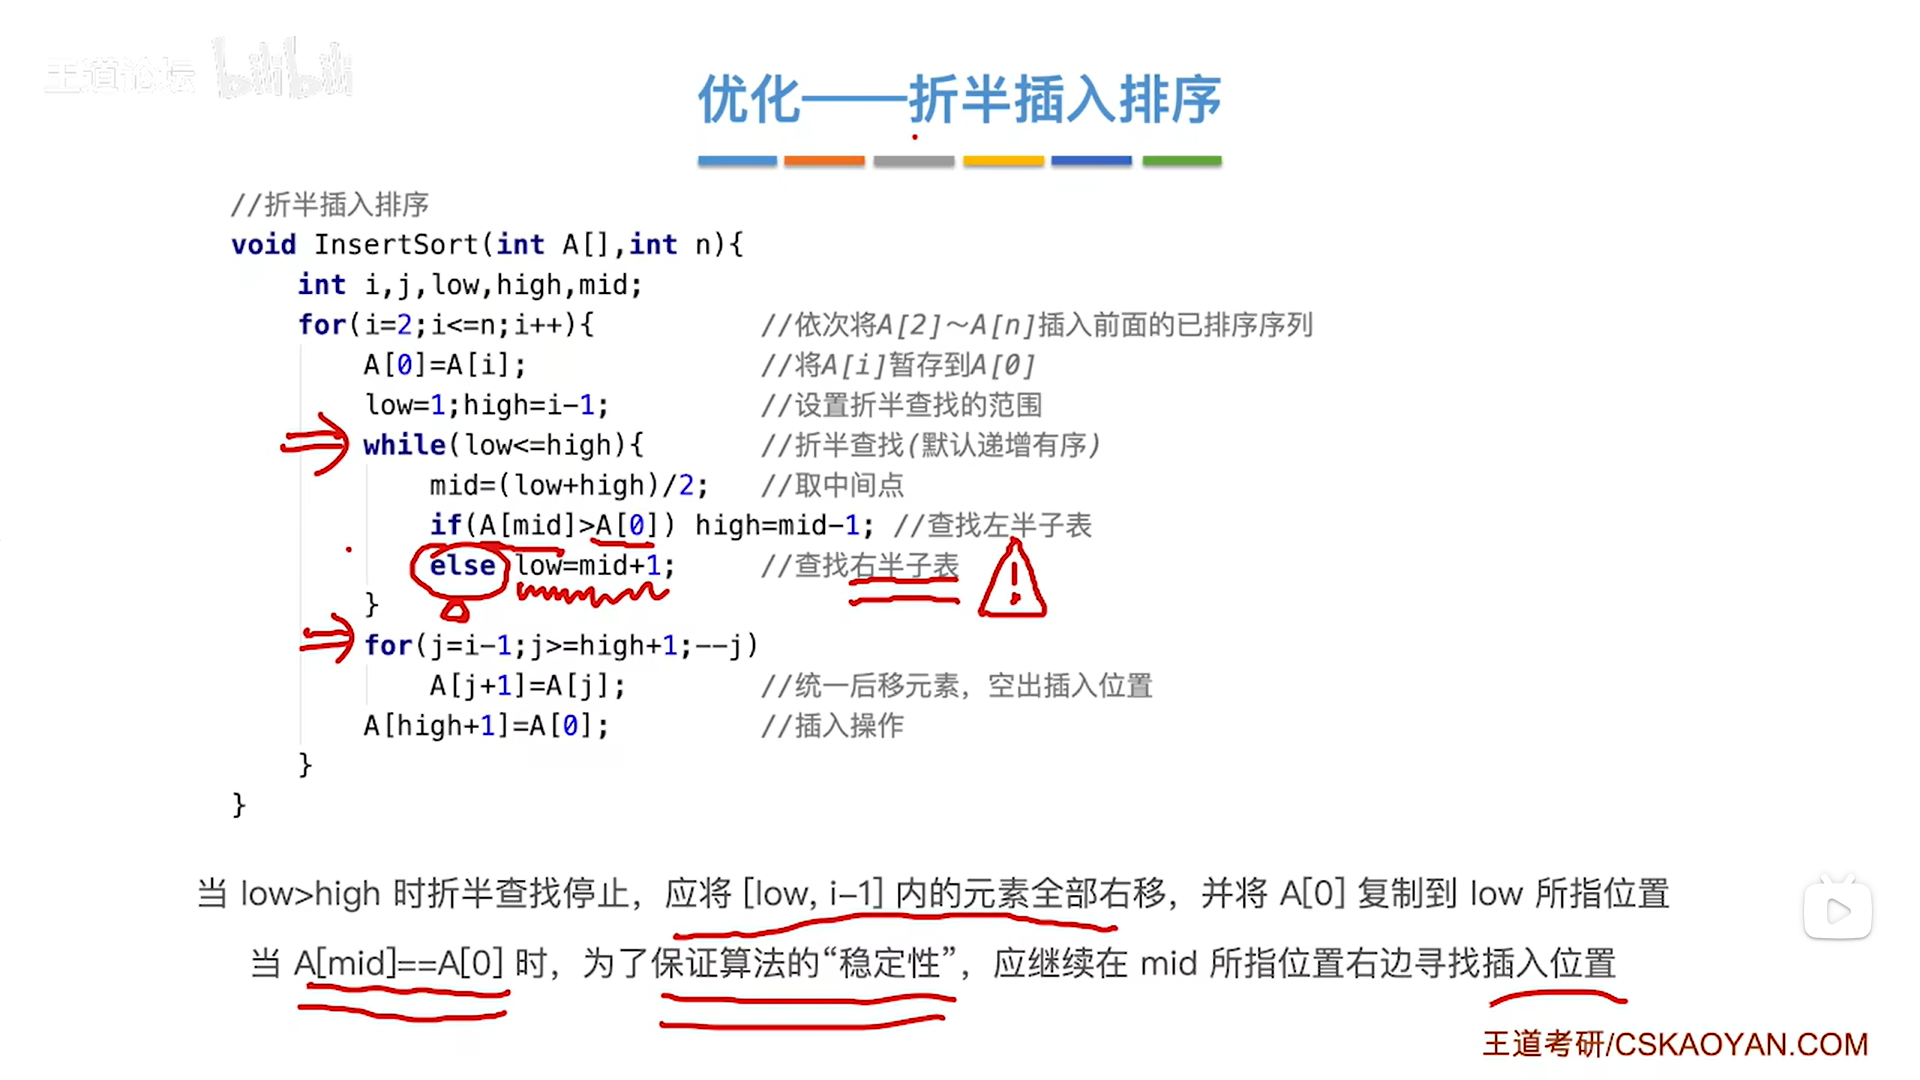 王道论坛 bilibili
优化——折半插入排序
//折半插入排序
void InsertSort(int A[],int n){
int i,j,low,high,mid;
for(i=2;i<=n;i++){ //依次将A[2]～A[n]插入前面的已排序序列
A[0]=A[i]; //将A[i]暂存到A[0]
low=1;high=i-1; //设置折半查找的范围
while(low<=high){ //折半查找(默认递增有序)
mid=(low+high)/2; //取中间点
if(A[mid]>A[0]) high=mid-1; //查找左半子表
else low=mid+1; //查找右半子表
}
for(j=i-1;j>=high+1;--j)
A[j+1]=A[j]; //统一后移元素，空出插入位置
A[high+1]=A[0]; //插入操作
}
}
当 low>high 时折半查找停止，应将 [low, i-1] 内的元素全部右移，并将 A[0] 复制到 low 所指位置
当 A[mid]==A[0] 时，为了保证算法的“稳定性”，应继续在 mid 所指位置右边寻找插入位置
王道考研/CSKAOYAN.COM